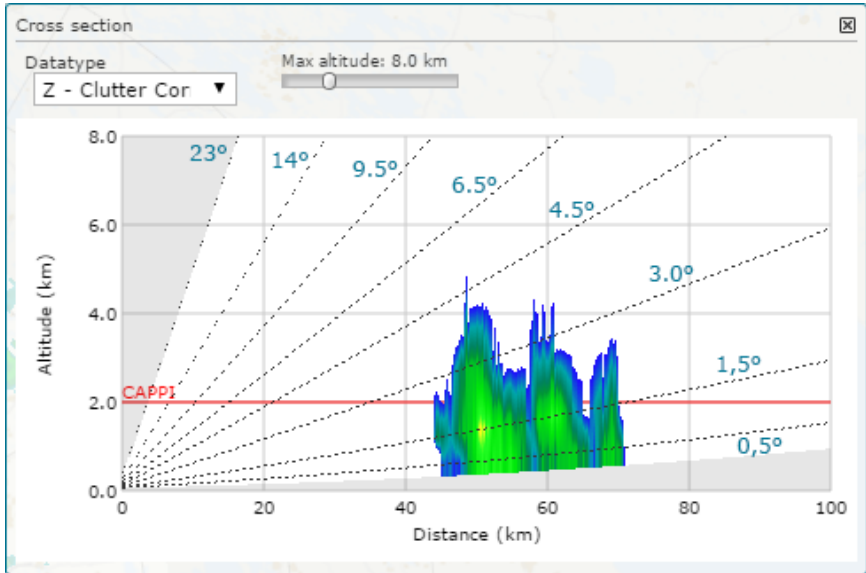 Cross section
Datatype
Max altitude: 8.0 km
Z - Clutter Cor
8.0
23º
14º
9.5º
6.5º
4.5º
6.0
3.0º
4.0
1,5º
CAPPI
2.0
0,5º
0.0
0
20
40
60
80
100
Altitude (km)
Distance (km)